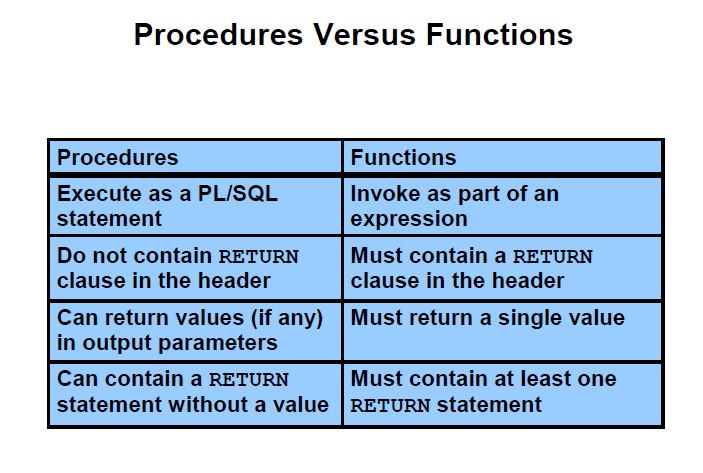 Procedures Versus Functions
Procedures
Functions
Execute as a PL/SQL
statement
Invoke as part of an
expression
Do not contain RETURN
clause in the header
Must contain a RETURN
clause in the header
Can return values (if any)
in output parameters
Must return a single value
Can contain a RETURN
statement without a value
Must contain at least one
RETURN statement